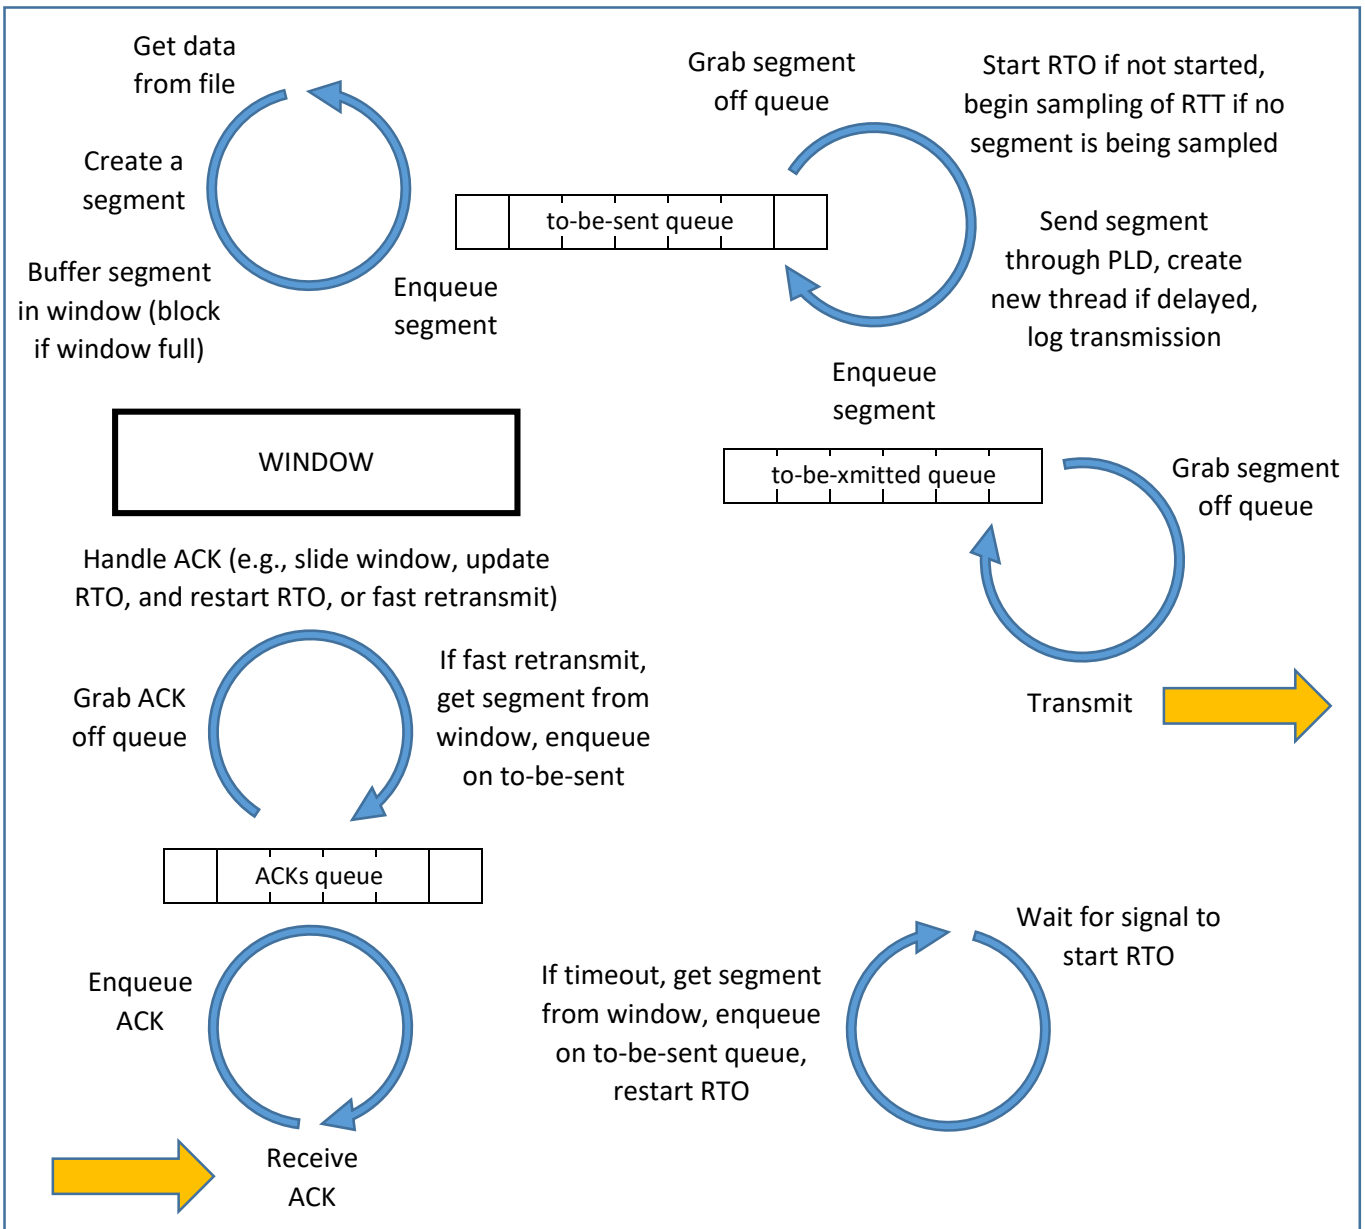 Get data
from file
Create a
segment
Buffer segment
in window (block
if window full)
Enqueue
segment
to-be-sent queue
Grab segment
off queue
Start RTO if not started,
begin sampling of RTT if no
segment is being sampled
Send segment
through PLD, create
new thread if delayed,
log transmission
Enqueue
segment
to-be-xmitted queue
Grab segment
off queue
Transmit
WINDOW
Handle ACK (e.g., slide window, update
RTO, and restart RTO, or fast retransmit)
Grab ACK
off queue
If fast retransmit,
get segment from
window, enqueue
on to-be-sent
ACKs queue
Enqueue
ACK
Receive
ACK
Wait for signal to
start RTO
If timeout, get segment
from window, enqueue
on to-be-sent queue,
restart RTO